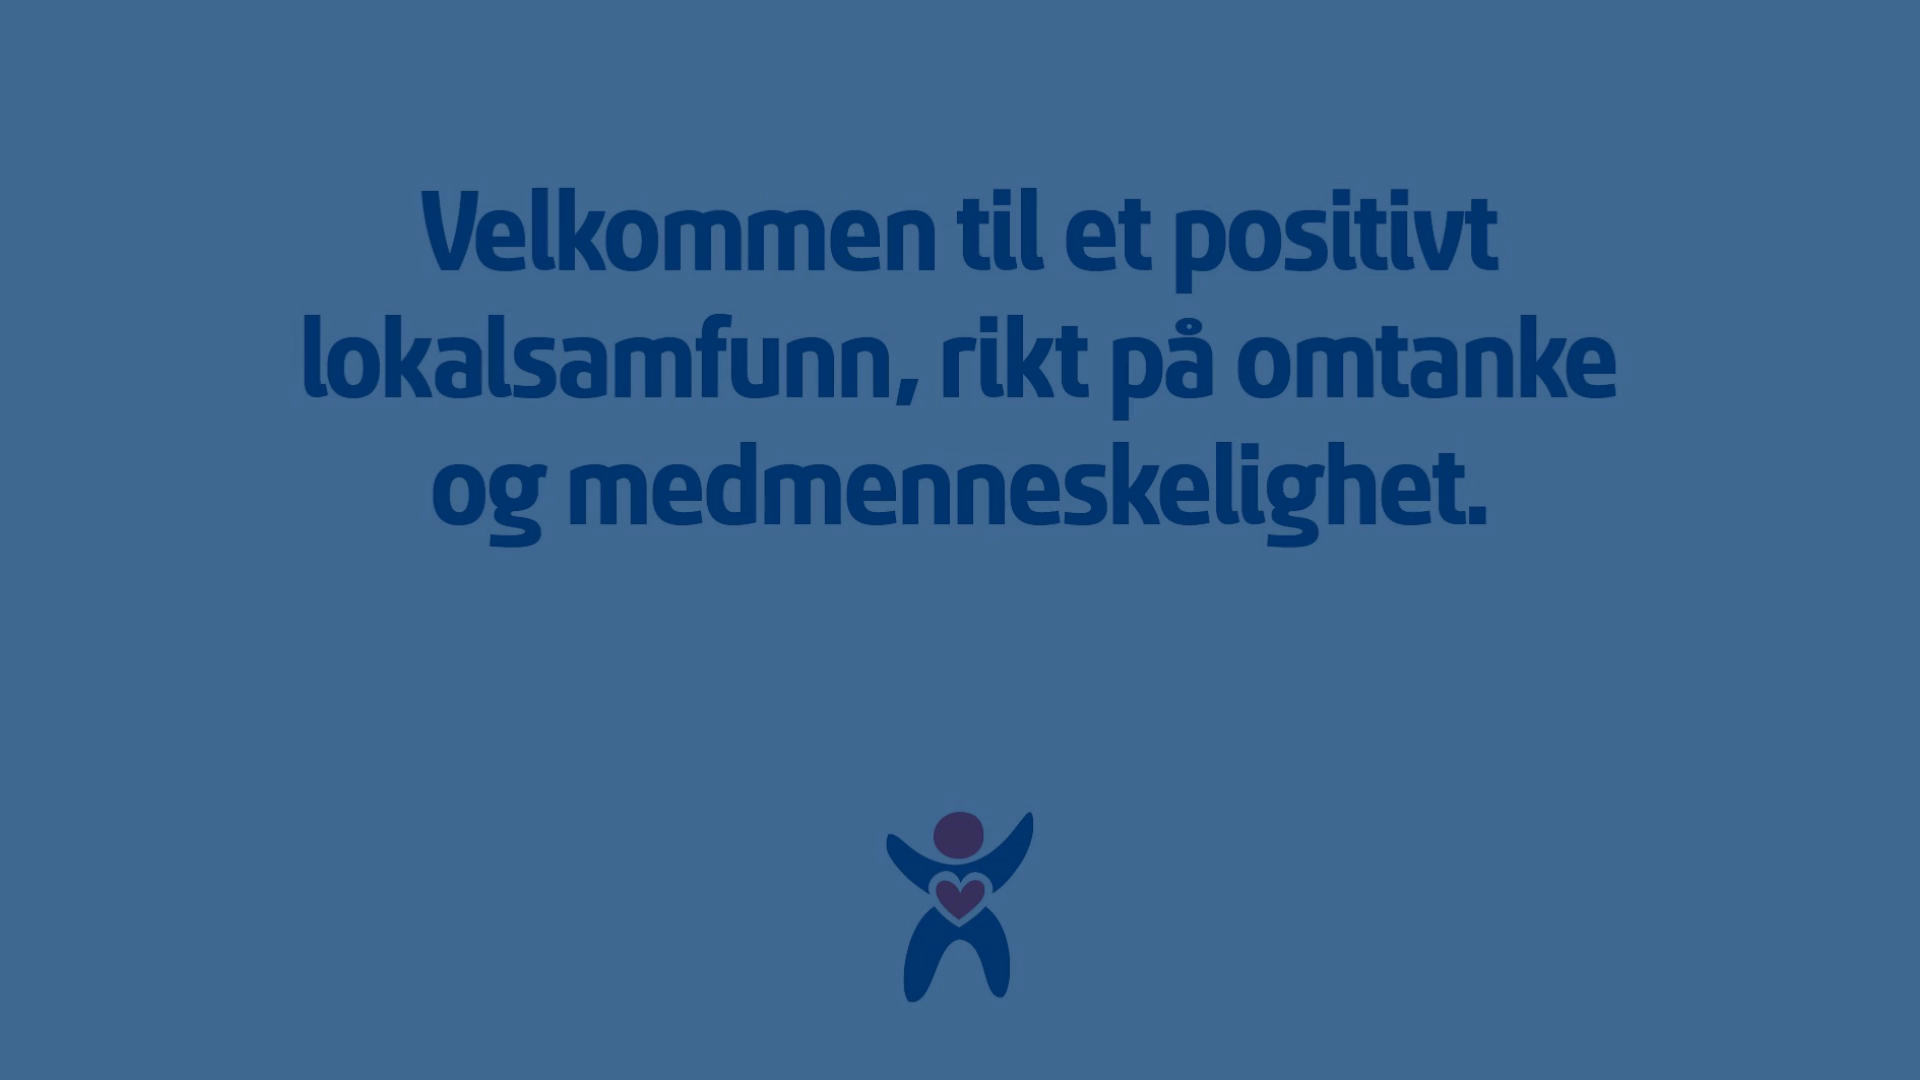 Velkommen til et positivt
lokalsamfunn, rikt på omtanke
og medmenneskelighet.